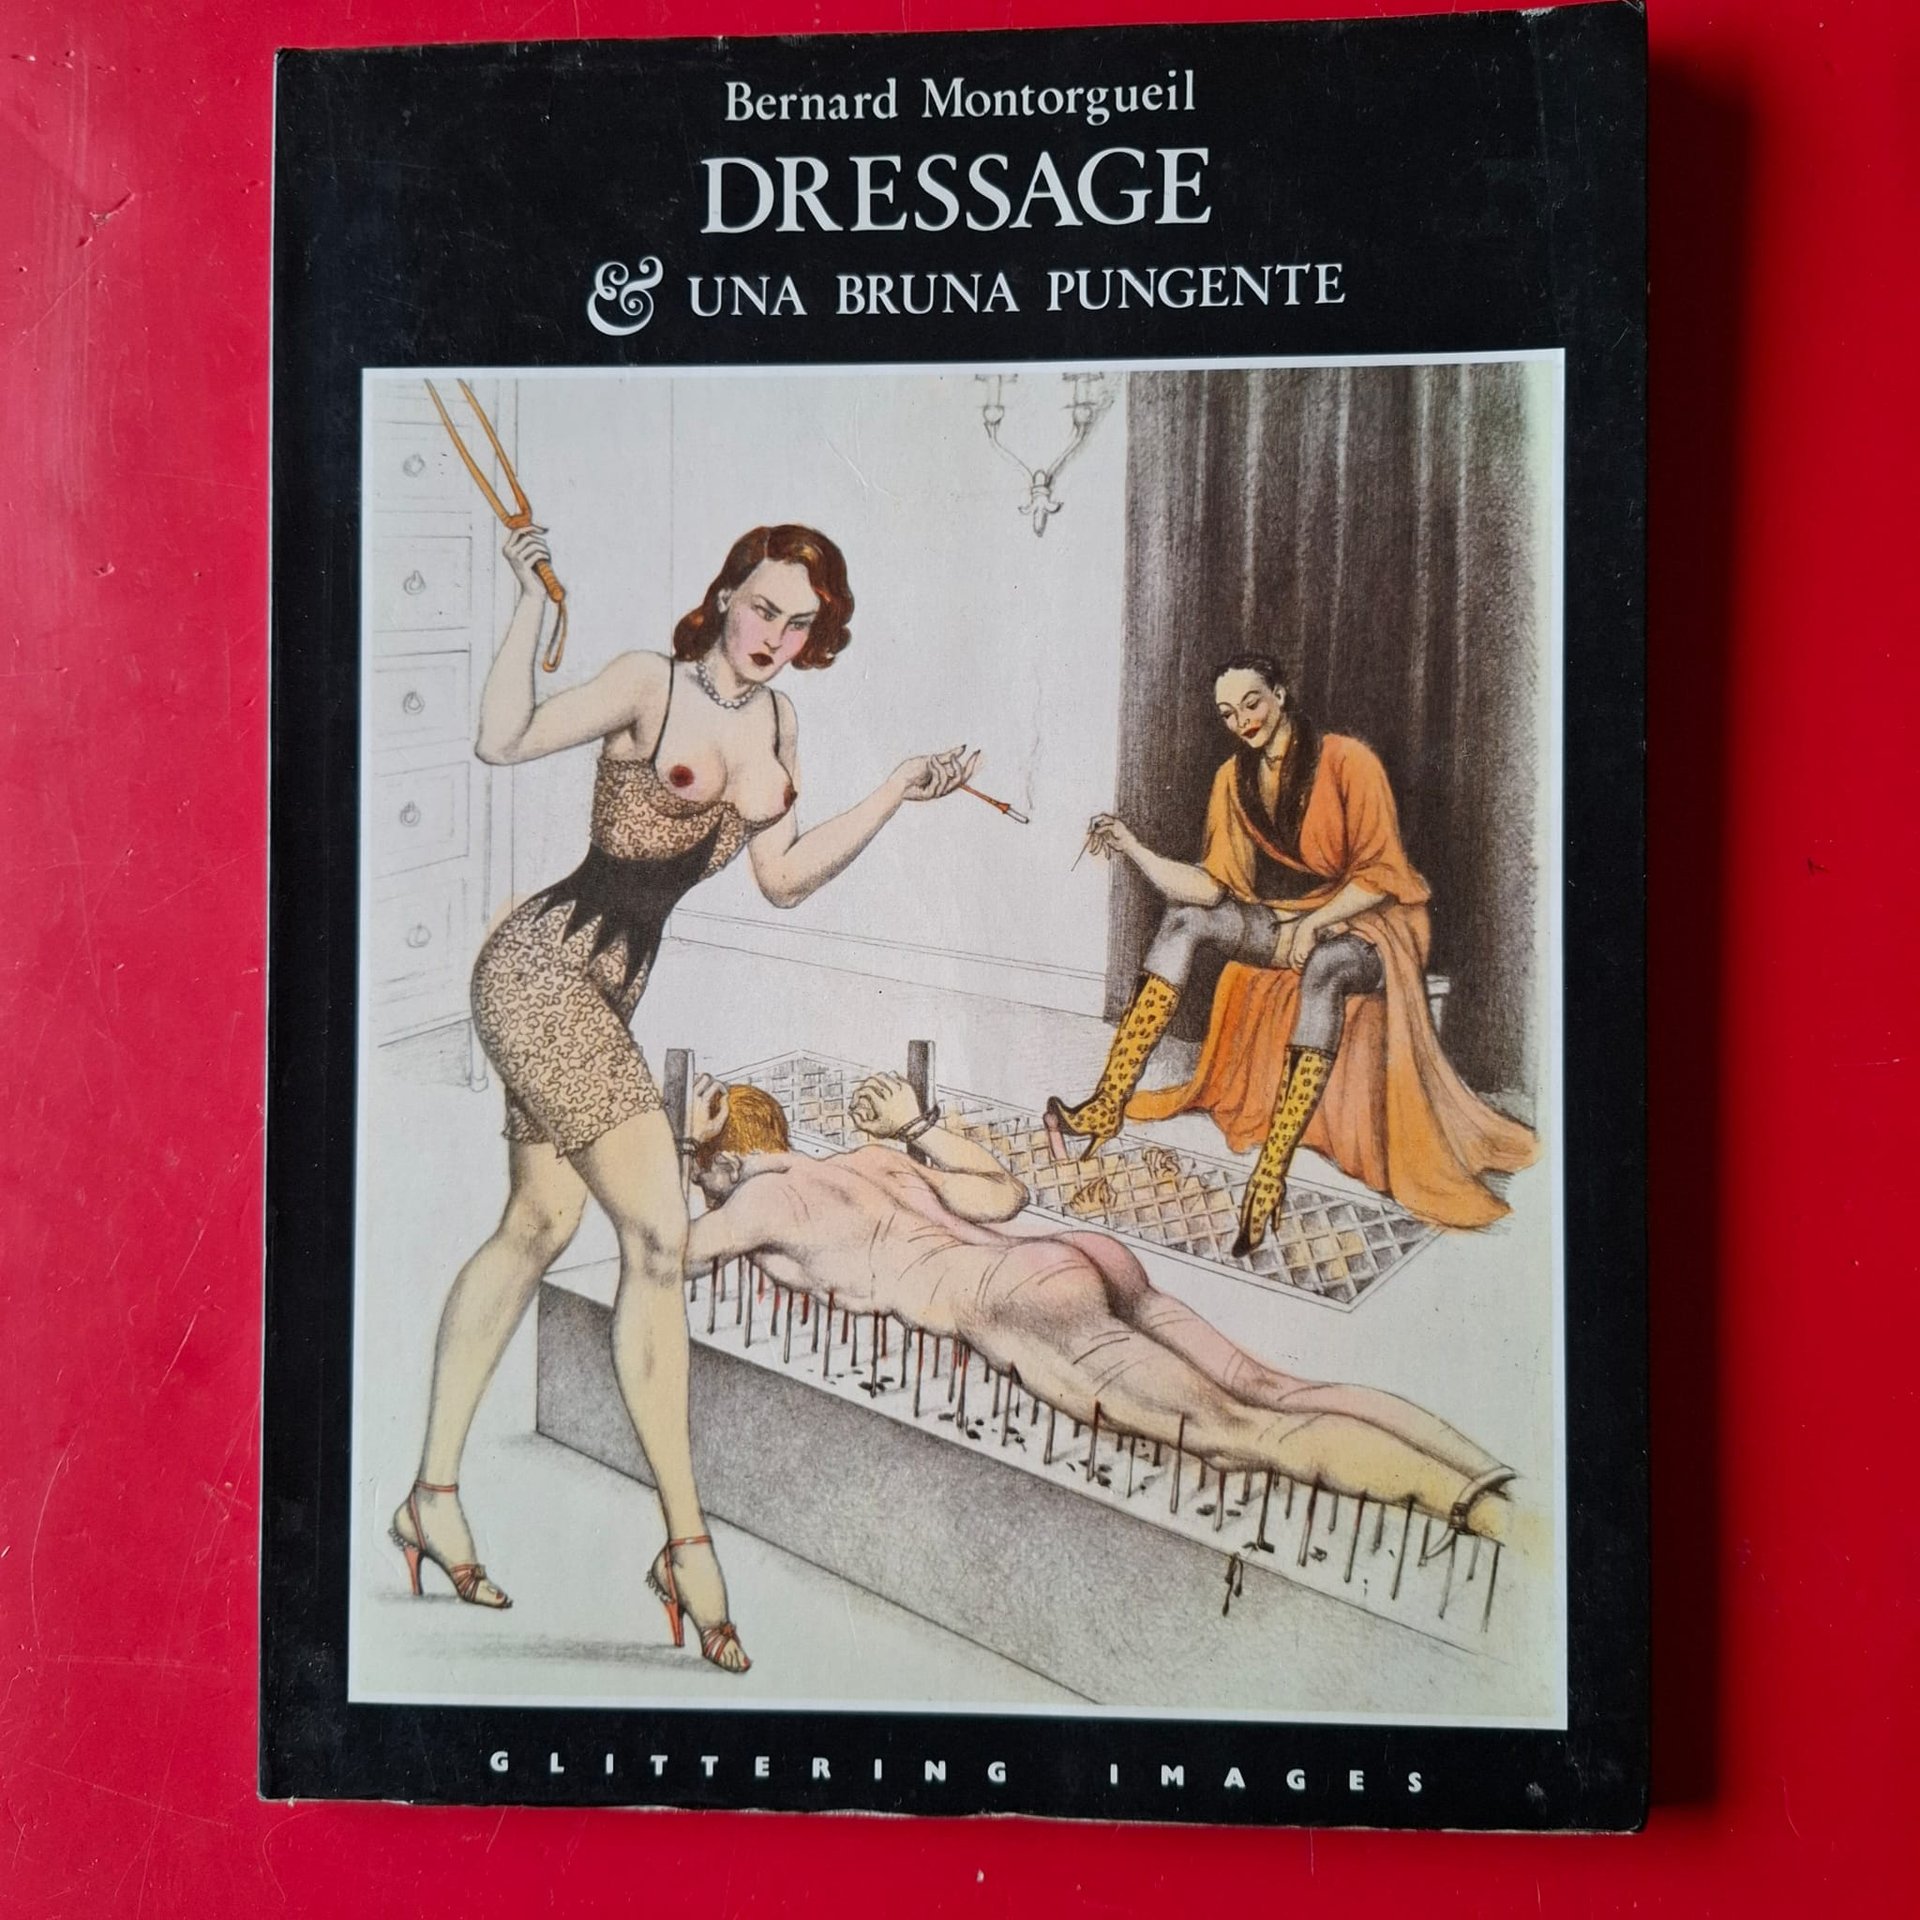 Bernard Montorgueil
DRESSAGE
& UNA BRUNA PUNGENTE
GLITTERING IMAGES